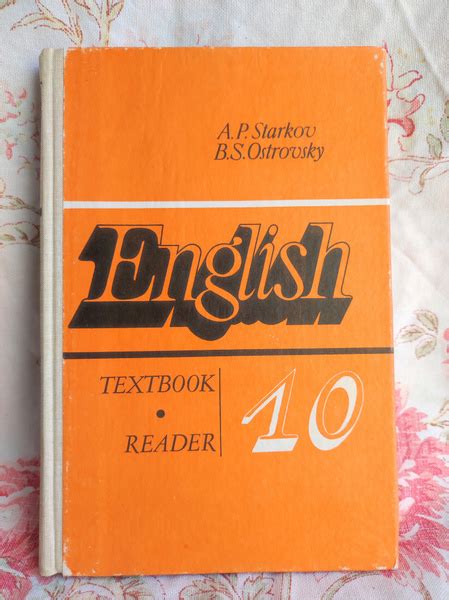 A.P. Starkov
B.S. Ostrovsky
English
TEXTBOOK
•
READER
10